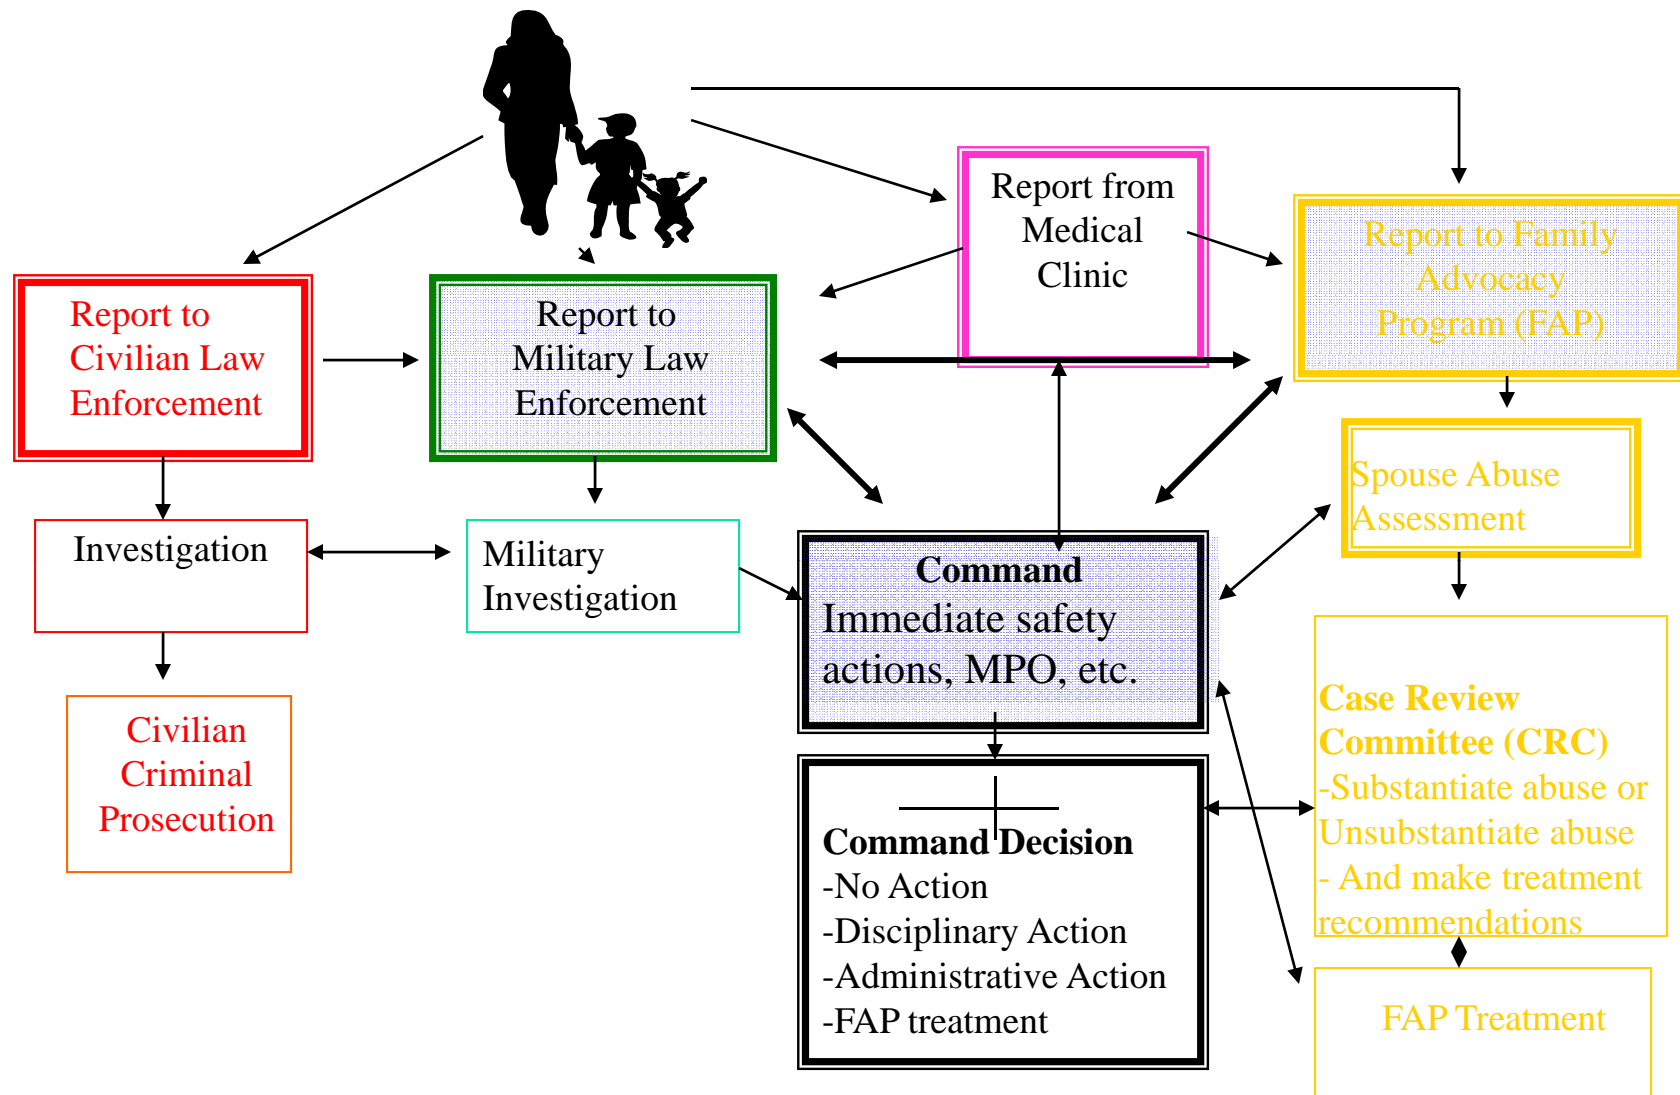 Report from
Medical
Clinic
Report to Family
Advocacy
Program (FAP)
Report to
Civilian Law
Enforcement
Report to
Military Law
Enforcement
Spouse Abuse
Assessment
Investigation
Military
Investigation
Command
Immediate safety
actions, MPO, etc.
Case Review
Committee (CRC)
-Substantiate abuse or
Unsubstantiate abuse
- And make treatment
recommendations
Civilian
Criminal
Prosecution
Command Decision
-No Action
-Disciplinary Action
-Administrative Action
-FAP treatment
FAP Treatment